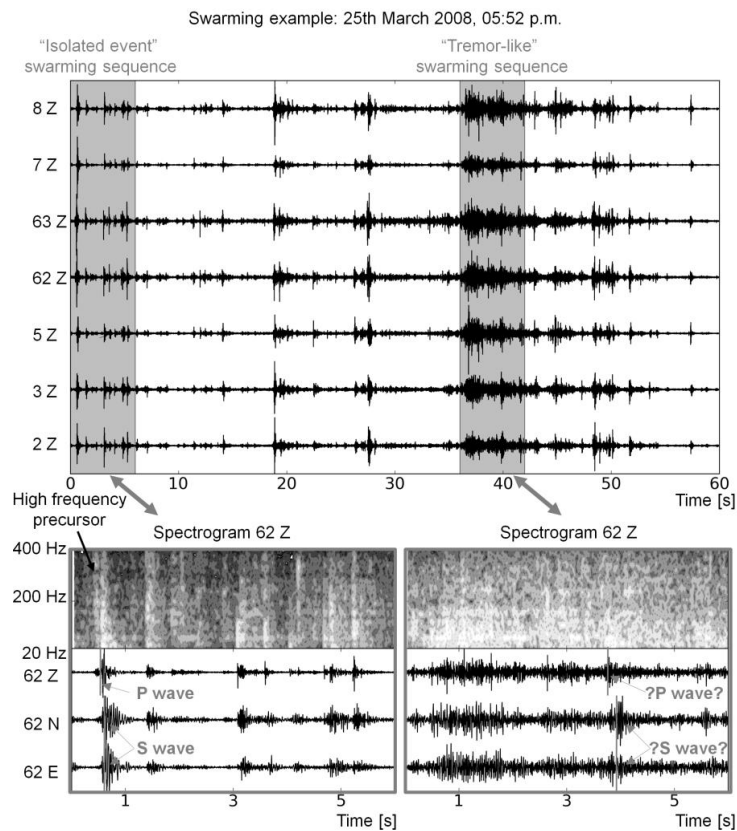 Swarming example: 25th March 2008, 05:52 p.m.
“Isolated event”
swarming sequence
“Tremor-like”
swarming sequence
8 Z
7 Z
63 Z
62 Z
5 Z
3 Z
2 Z
0 10 20 30 40 50 60
Time [s]
High frequency
precursor
Spectrogram 62 Z
Spectrogram 62 Z
400 Hz
200 Hz
20 Hz
62 Z
P wave
?P wave?
62 N
S wave
?S wave?
62 E
1 3 5
1 3 5
Time [s]
Time [s]